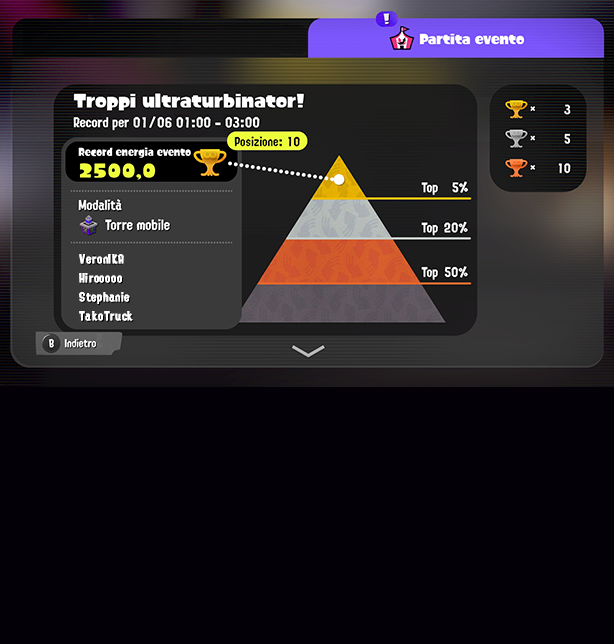 !
Partita evento
Troppi ultraturbinator!
Record per 01/06 01:00 - 03:00
Posizione: 10
Record energia evento
2500,0
Modalità
Torre mobile
VeronIKA
Hirooooo
Stephanie
TakoTruck
Top 5%
Top 20%
Top 50%
× 3
× 5
× 10
B Indietro